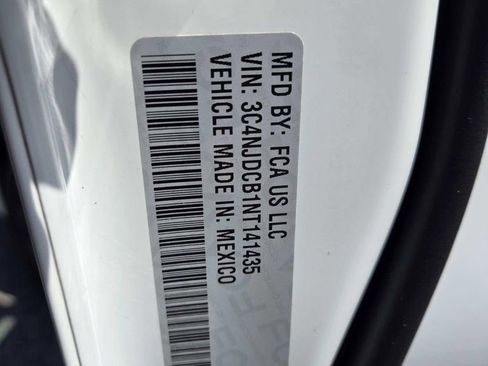 MFD BY: FCA US LLC
VIN: 3C4NJDCB1NT141435
VEHICLE MADE IN: MEXICO